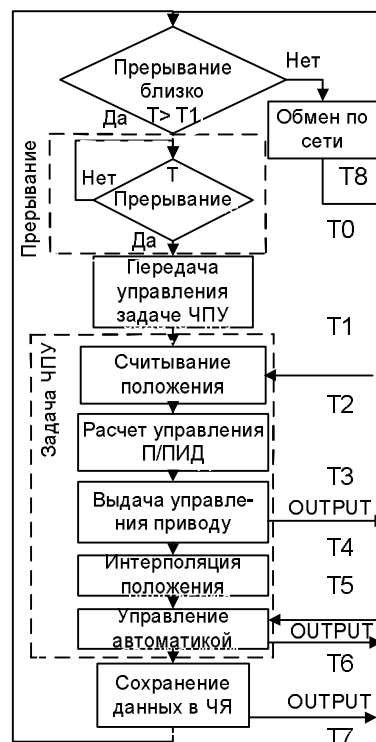 Прерывание
близко
T> T1
Нет
Да
Обмен по
сети
T8
T0
Прерывание
T
Нет
Прерывание
Да
Передача
управления
задаче ЧПУ
T1
Задача ЧПУ
Считывание
положения
T2
Расчет управления
П/ПИД
T3
Выдача управле-
ния приводу
OUTPUT
T4
Интерполяция
положения
T5
Управление
автоматикой
OUTPUT
T6
Сохранение
данных в ЧЯ
OUTPUT
T7